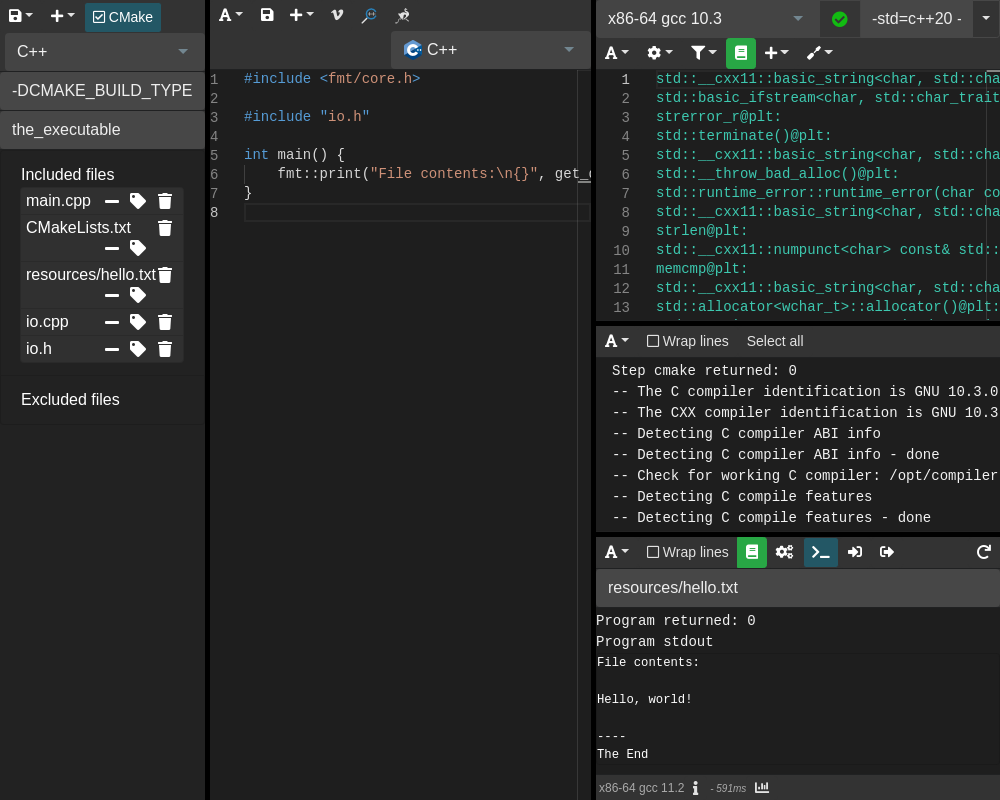 CMake
C++
-DCMAKE_BUILD_TYPE
the_executable
Included files
main.cpp
CMakeLists.txt
resources/hello.txt
io.cpp
io.h
Excluded files
A
C++
1 #include <fmt/core.h>
2
3 #include "io.h"
4
5 int main() {
6 fmt::print("File contents:\n{}", get_
7 }
8
x86-64 gcc 10.3
-std=c++20 -
A
1 std::__cxx11::basic_string<char, std::cha
2 std::basic_ifstream<char, std::char_trait
3 strerror_r@plt:
4 std::terminate()@plt:
5 std::__cxx11::basic_string<char, std::cha
6 std::__throw_bad_alloc()@plt:
7 std::runtime_error::runtime_error(char co
8 std::__cxx11::basic_string<char, std::cha
9 strlen@plt:
10 std::__cxx11::numpunct<char> const& std::
11 memcmp@plt:
12 std::__cxx11::basic_string<char, std::cha
13 std::allocator<wchar_t>::allocator()@plt:
A Wrap lines Select all
Step cmake returned: 0
-- The C compiler identification is GNU 10.3.0
-- The CXX compiler identification is GNU 10.3
-- Detecting C compiler ABI info
-- Detecting C compiler ABI info - done
-- Check for working C compiler: /opt/compiler
-- Detecting C compile features
-- Detecting C compile features - done
A Wrap lines
resources/hello.txt
Program returned: 0
Program stdout
File contents:
Hello, world!
----
The End
x86-64 gcc 11.2 - 591ms